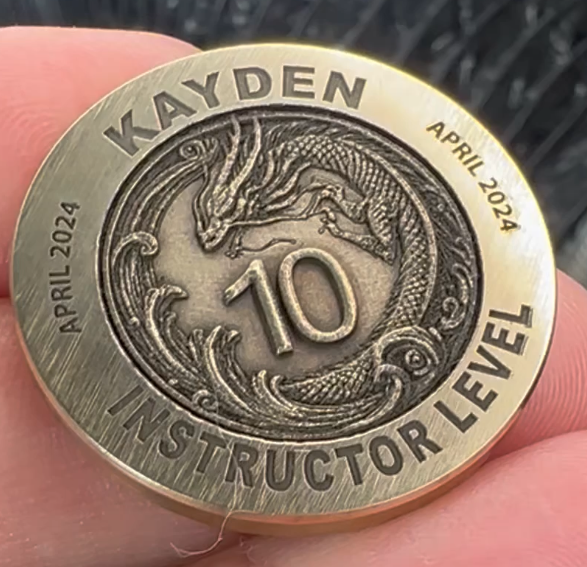 KAYDEN
APRIL 2024
APRIL 2024
10
INSTRUCTOR LEVEL